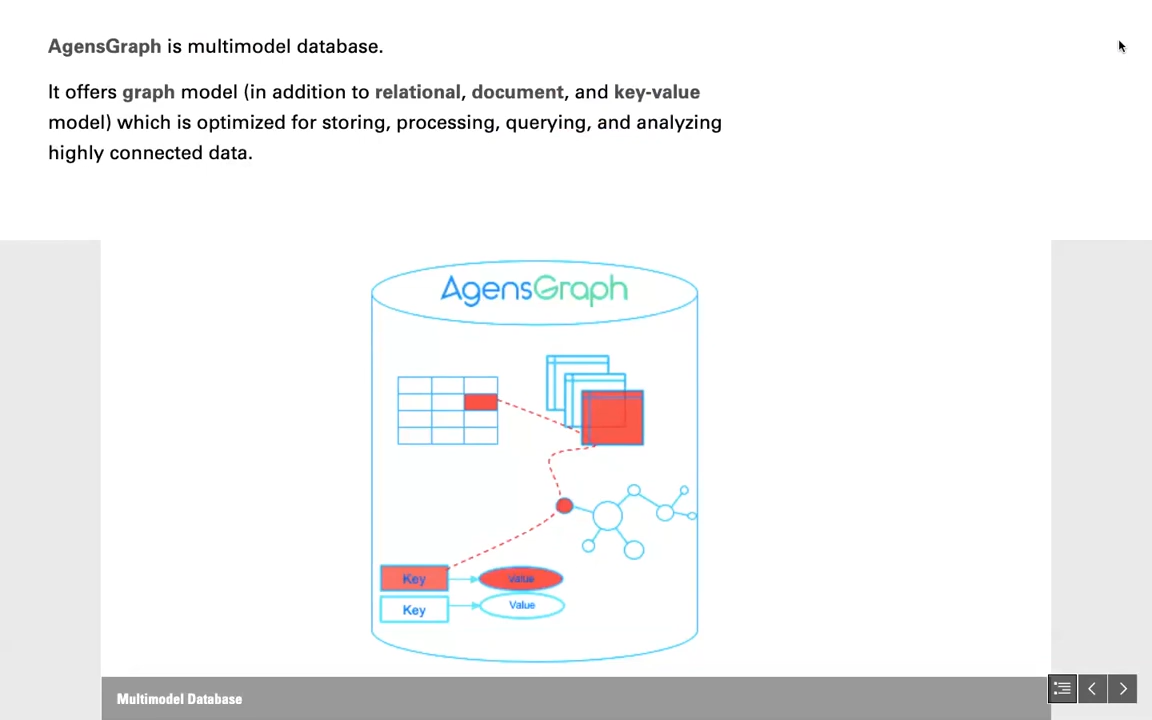 AgensGraph is multimodel database.
It offers graph model (in addition to relational, document, and key-value
model) which is optimized for storing, processing, querying, and analyzing
highly connected data.
AgensGraph
Key
Value
Key
Value
Multimodel Database